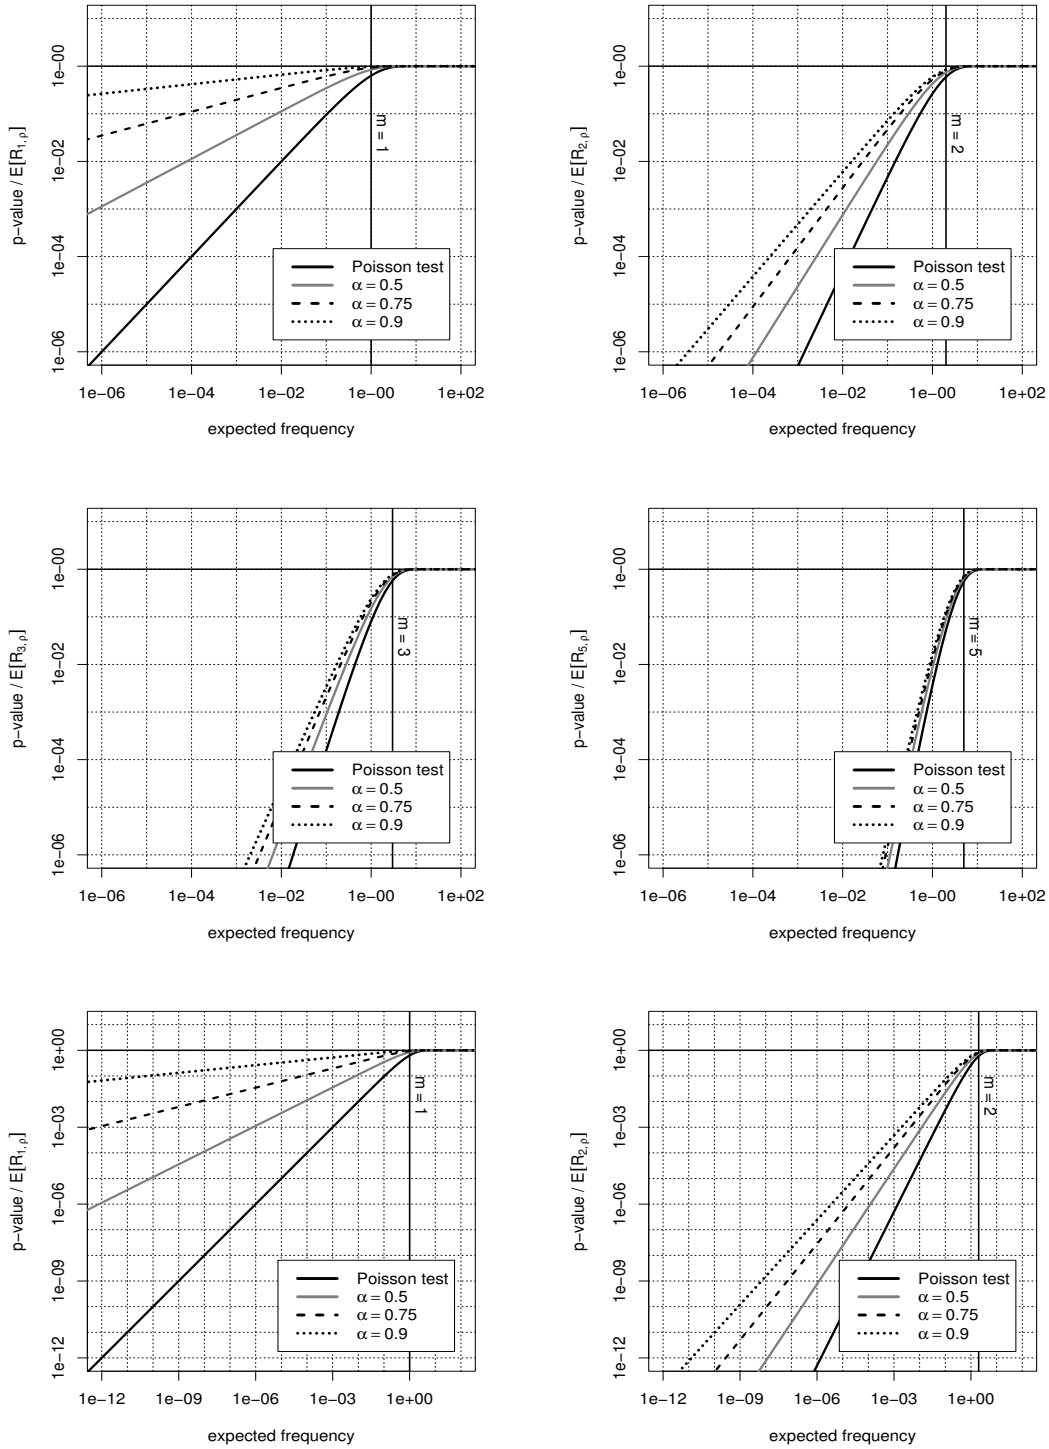 p−value / E[R1,ρ]
1e−06 1e−04 1e−02 1e−00
m = 1
Poisson test
α = 0.5
α = 0.75
α = 0.9
1e−06 1e−04 1e−02 1e−00 1e+02
expected frequency
p−value / E[R2,ρ]
1e−06 1e−04 1e−02 1e−00
m = 2
Poisson test
α = 0.5
α = 0.75
α = 0.9
1e−06 1e−04 1e−02 1e−00 1e+02
expected frequency
p−value / E[R3,ρ]
1e−06 1e−04 1e−02 1e−00
m = 3
Poisson test
α = 0.5
α = 0.75
α = 0.9
1e−06 1e−04 1e−02 1e−00 1e+02
expected frequency
p−value / E[R5,ρ]
1e−06 1e−04 1e−02 1e−00
m = 5
Poisson test
α = 0.5
α = 0.75
α = 0.9
1e−06 1e−04 1e−02 1e−00 1e+02
expected frequency
p−value / E[R1,ρ]
1e−12 1e−09 1e−06 1e−03 1e+00
m = 1
Poisson test
α = 0.5
α = 0.75
α = 0.9
1e−12 1e−09 1e−06 1e−03 1e+00
expected frequency
p−value / E[R2,ρ]
1e−12 1e−09 1e−06 1e−03 1e+00
m = 2
Poisson test
α = 0.5
α = 0.75
α = 0.9
1e−12 1e−09 1e−06 1e−03 1e+00
expected frequency